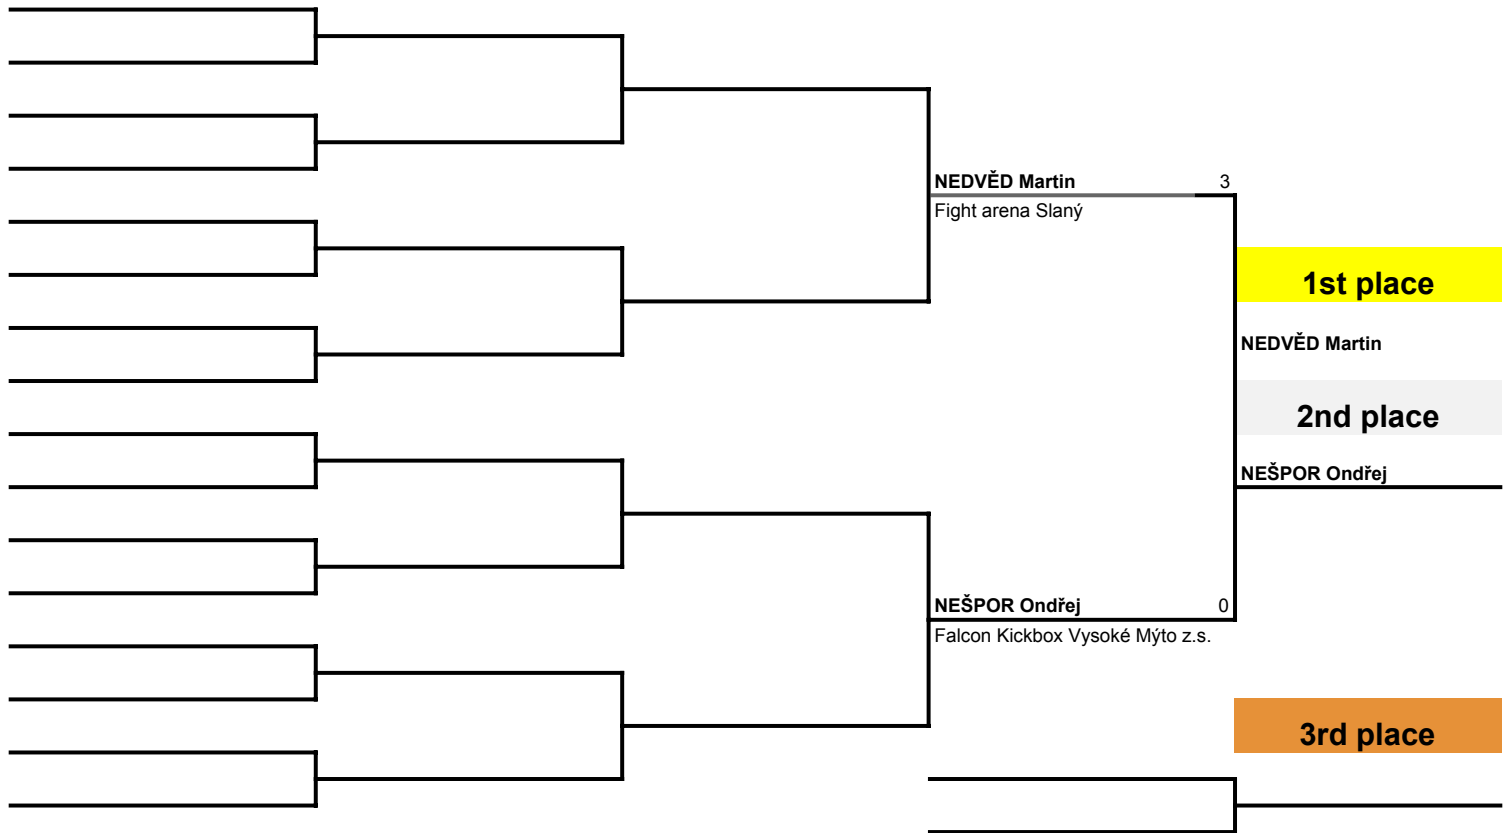 NEDVĚD Martin 3
Fight arena Slaný
1st place
NEDVĚD Martin
2nd place
NEŠPOR Ondřej
NEŠPOR Ondřej 0
Falcon Kickbox Vysoké Mýto z.s.
3rd place